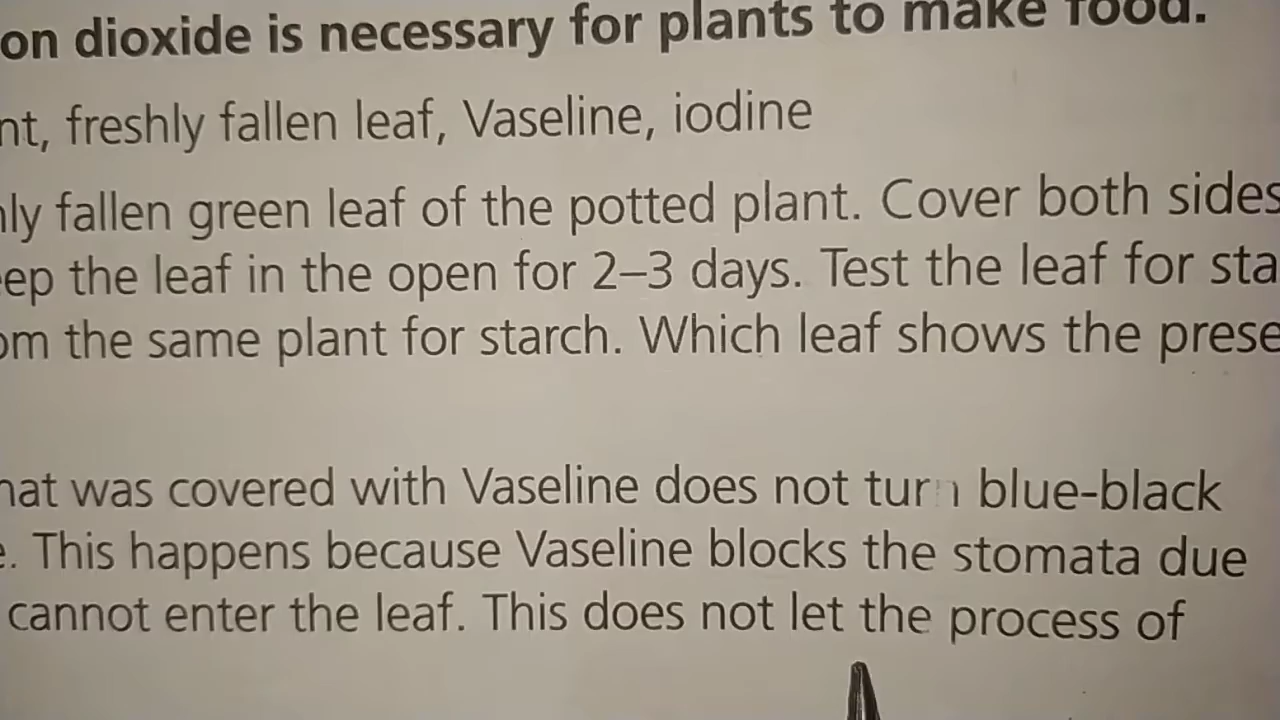 on dioxide is necessary for plants to make food.
nt, freshly fallen leaf, Vaseline, iodine
ly fallen green leaf of the potted plant. Cover both sides
ep the leaf in the open for 2–3 days. Test the leaf for sta
om the same plant for starch. Which leaf shows the prese
hat was covered with Vaseline does not turn blue-black
e. This happens because Vaseline blocks the stomata due
cannot enter the leaf. This does not let the process of